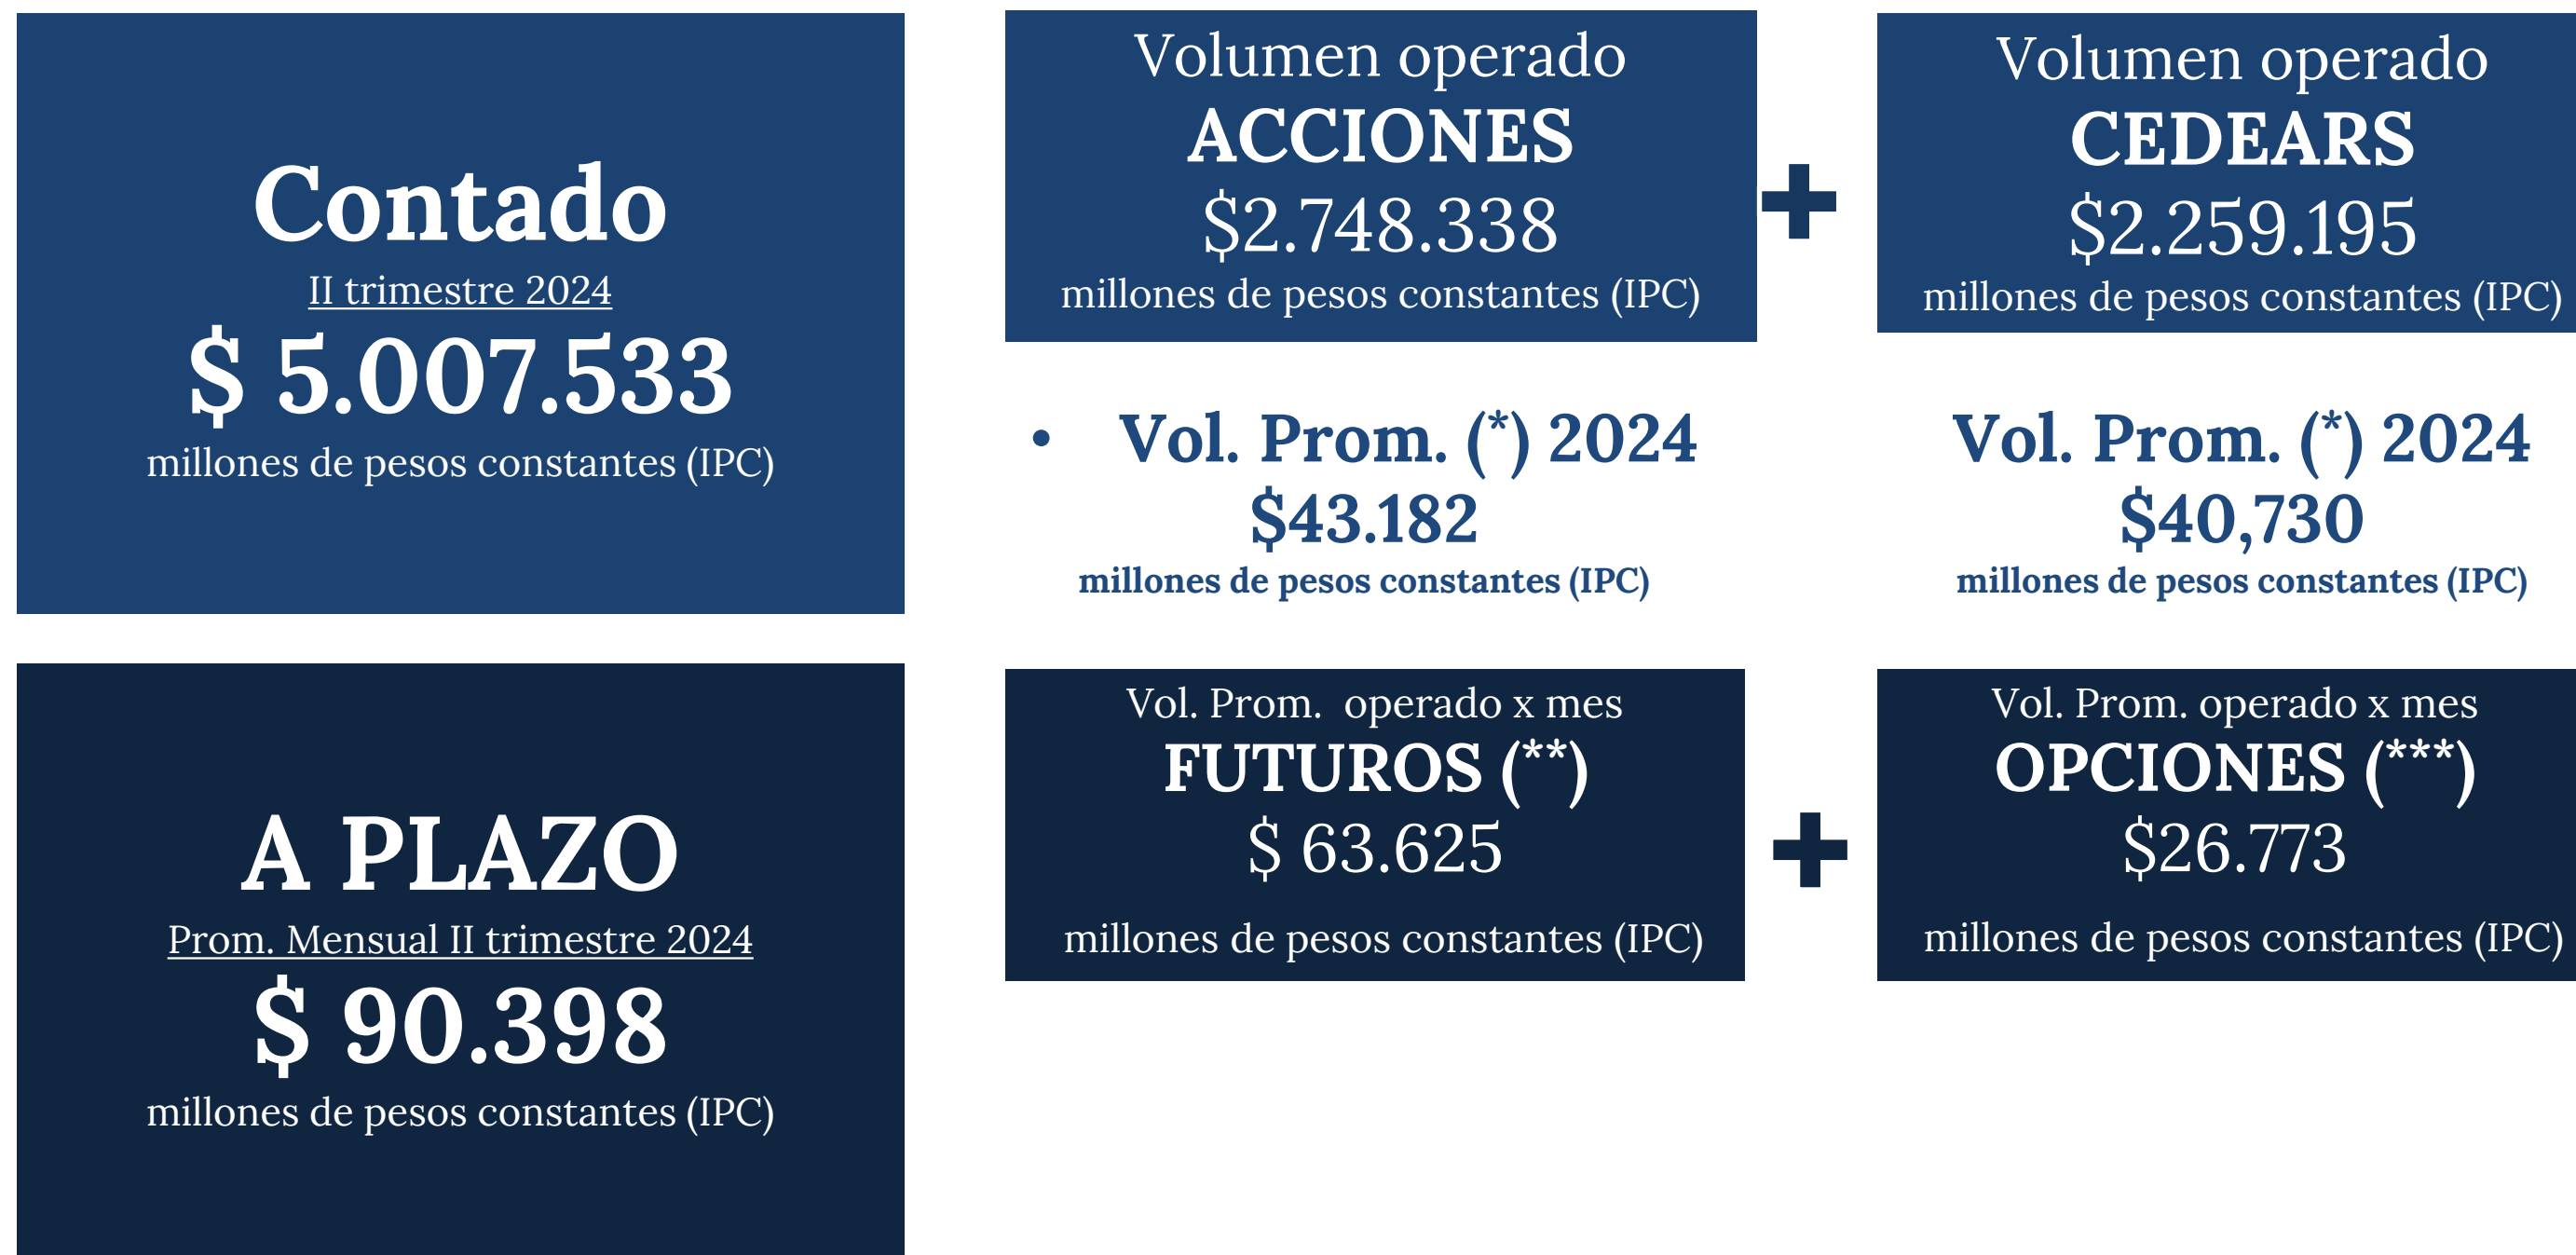 Contado
II trimestre 2024
$ 5.007.533
millones de pesos constantes (IPC)
Volumen operado
ACCIONES
$2.748.338
millones de pesos constantes (IPC)
Volumen operado
CEDEARS
$2.259.195
millones de pesos constantes (IPC)
• Vol. Prom. (*) 2024
$43.182
millones de pesos constantes (IPC)
Vol. Prom. (*) 2024
$40,730
millones de pesos constantes (IPC)
A PLAZO
Prom. Mensual II trimestre 2024
$ 90.398
millones de pesos constantes (IPC)
Vol. Prom. operado x mes
FUTUROS (**)
$ 63.625
millones de pesos constantes (IPC)
Vol. Prom. operado x mes
OPCIONES (***)
$26.773
millones de pesos constantes (IPC)